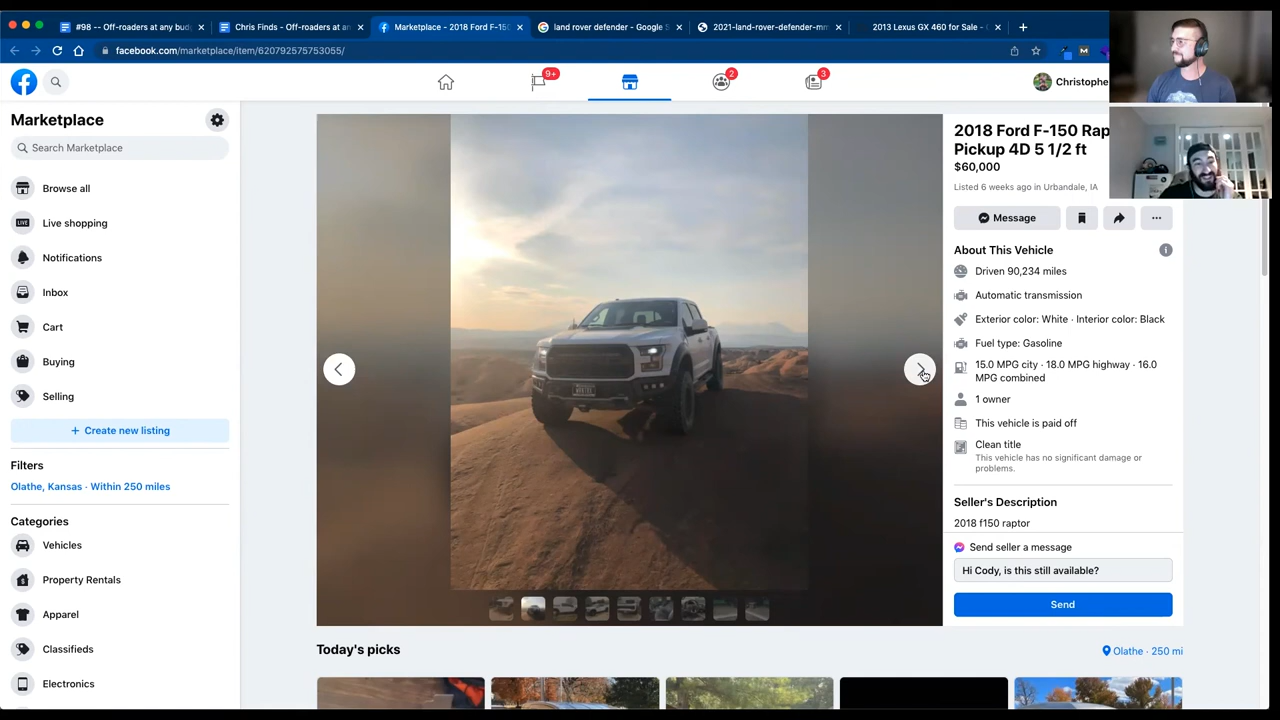 #98 - Off-roaders at any budg
Chris Finds - Off-roaders at an
Marketplace - 2018 Ford F-150
land rover defender - Google S
2021-land-rover-defender-mm
2013 Lexus GX 460 for Sale -
facebook.com/marketplace/item/620792575753055/
9+
2
3
Christophe
Marketplace
Search Marketplace
Browse all
Live shopping
Notifications
Inbox
Cart
Buying
Selling
+ Create new listing
Filters
Olathe, Kansas · Within 250 miles
Categories
Vehicles
Property Rentals
Apparel
Classifieds
Electronics
2018 Ford F-150 Rap
Pickup 4D 5 1/2 ft
$60,000
Listed 6 weeks ago in Urbandale, IA
Message
About This Vehicle
Driven 90,234 miles
Automatic transmission
Exterior color: White · Interior color: Black
Fuel type: Gasoline
15.0 MPG city · 18.0 MPG highway · 16.0
MPG combined
1 owner
This vehicle is paid off
Clean title
This vehicle has no significant damage or
problems.
Seller's Description
2018 f150 raptor
Send seller a message
Hi Cody, is this still available?
Send
Today's picks
Olathe · 250 mi